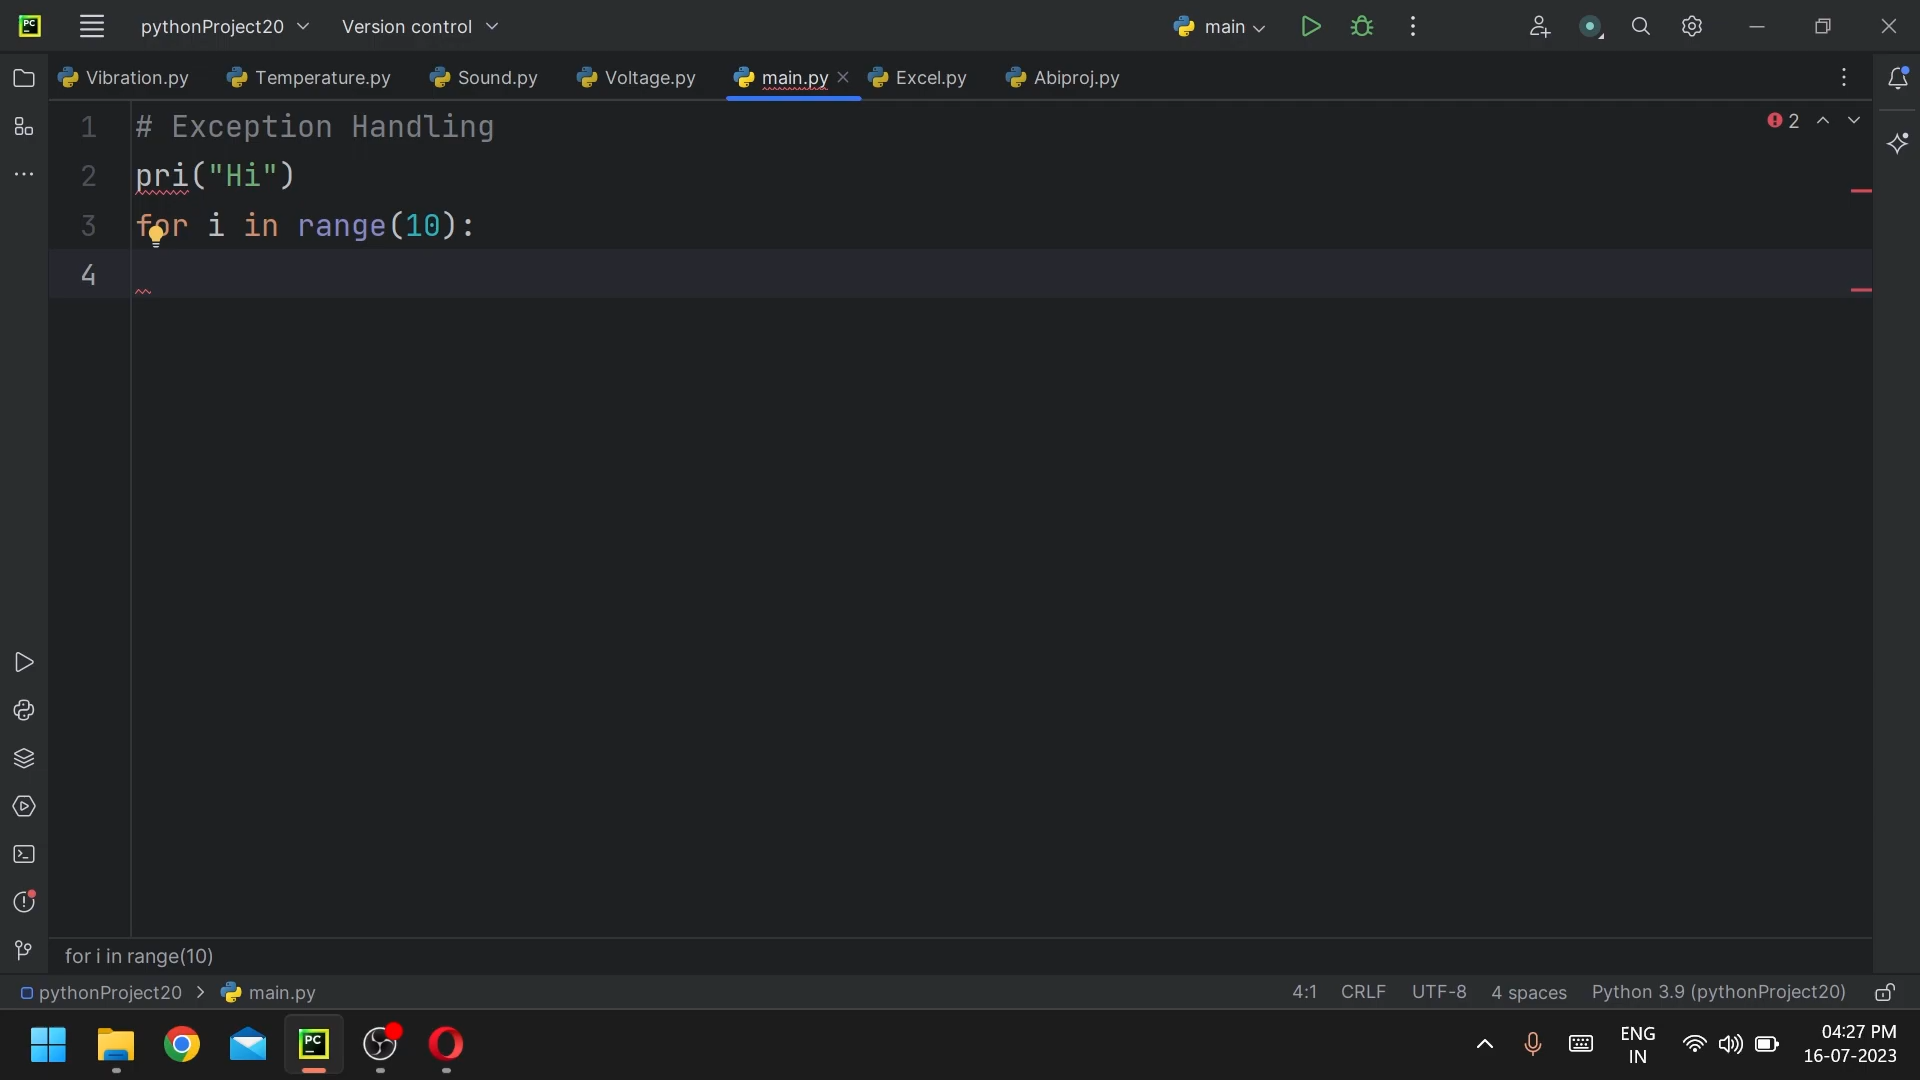 PC pythonProject20 Version control main
Vibration.py Temperature.py Sound.py Voltage.py main.py Excel.py Abiproj.py
1 # Exception Handling 2
2 pri("Hi")
3 for i in range(10):
4
for i in range(10)
pythonProject20 > main.py 4:1 CRLF UTF-8 4 spaces Python 3.9 (pythonProject20)
PC ENG 04:27 PM
IN 16-07-2023